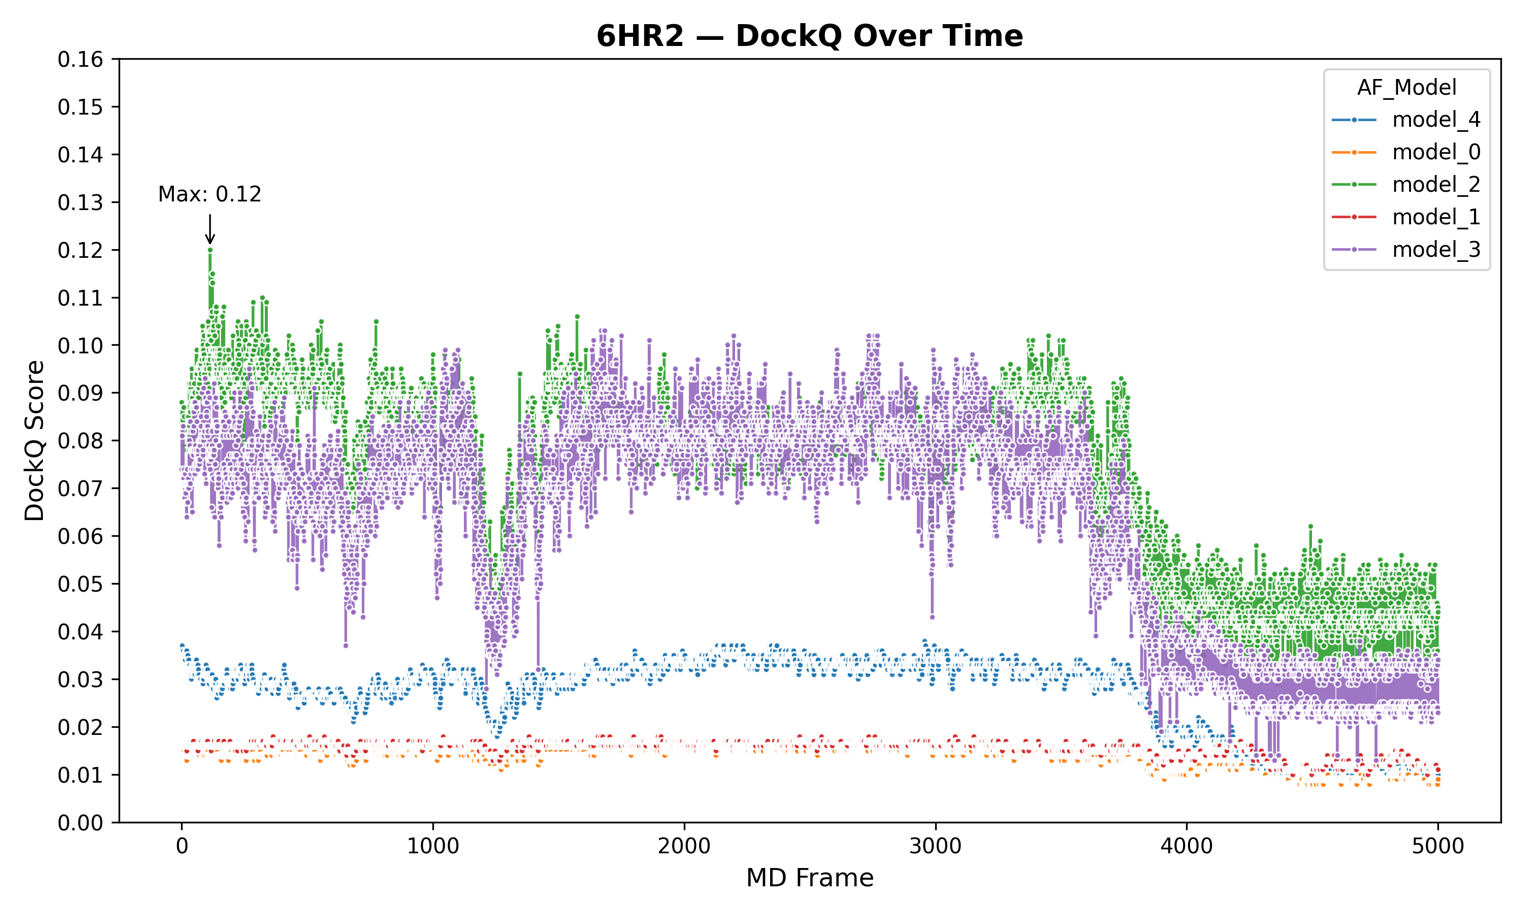 6HR2 — DockQ Over Time
DockQ Score
0.16
0.15
0.14
0.13
0.12
0.11
0.10
0.09
0.08
0.07
0.06
0.05
0.04
0.03
0.02
0.01
0.00
Max: 0.12
AF_Model
model_4
model_0
model_2
model_1
model_3
0 1000 2000 3000 4000 5000
MD Frame